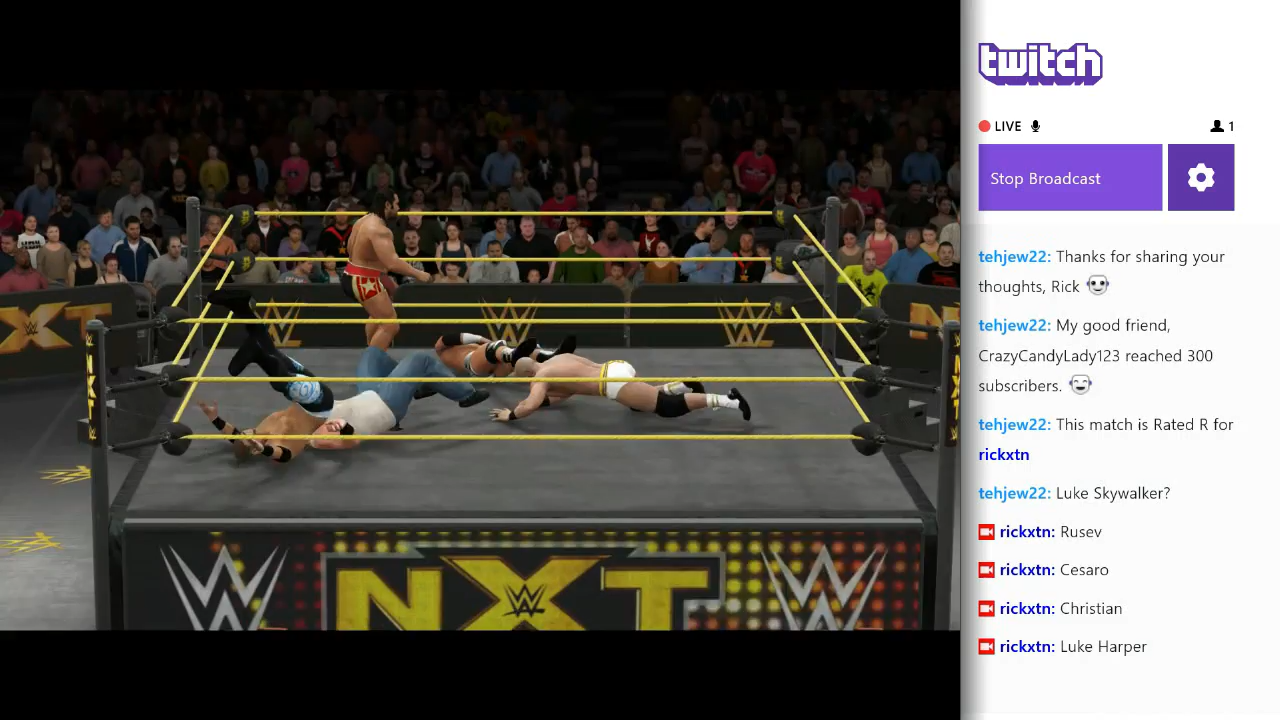 twitch
LIVE
1
Stop Broadcast
tehjew22: Thanks for sharing your
thoughts, Rick
tehjew22: My good friend,
CrazyCandyLady123 reached 300
subscribers.
tehjew22: This match is Rated R for
rickxtn
tehjew22: Luke Skywalker?
rickxtn: Rusev
rickxtn: Cesaro
rickxtn: Christian
rickxtn: Luke Harper
NXT
NXT
W NXT W